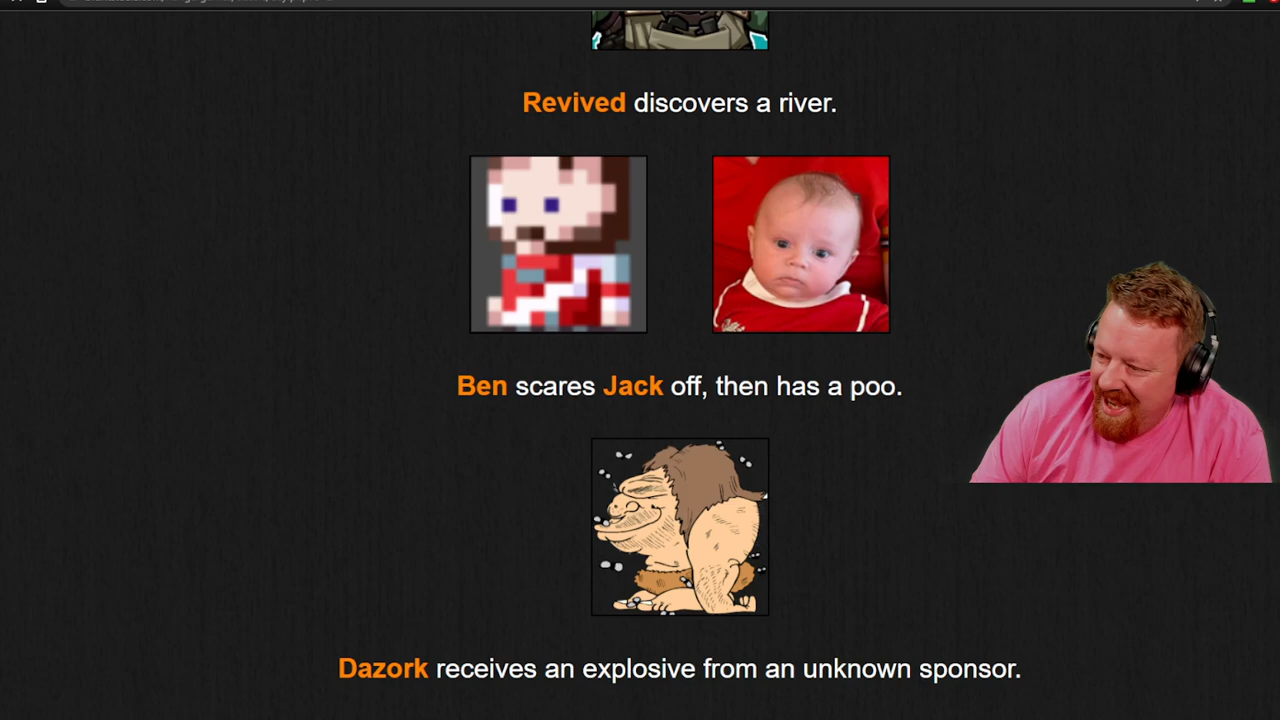 Revived discovers a river.
Ben scares Jack off, then has a poo.
Dazork receives an explosive from an unknown sponsor.